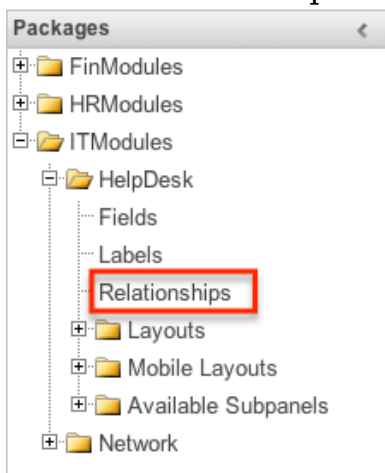 Packages
FinModules
HRModules
ITModules
HelpDesk
Fields
Labels
Relationships
Layouts
Mobile Layouts
Available Subpanels
Network